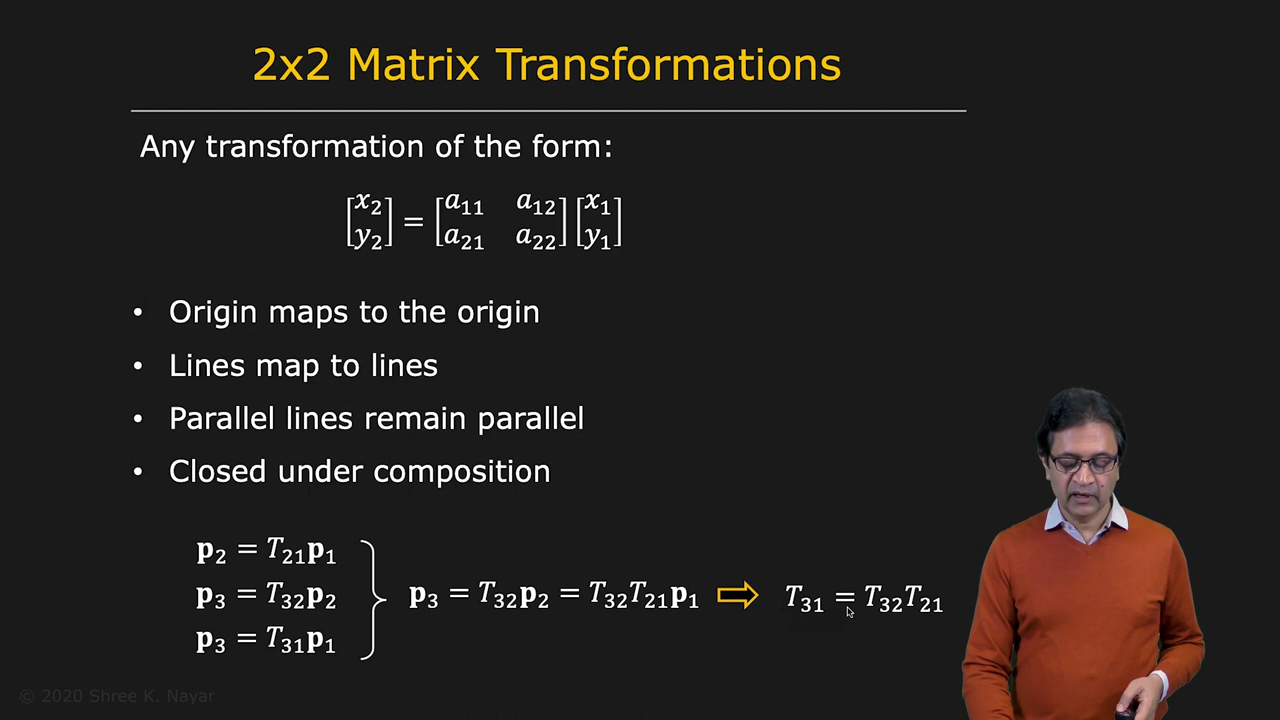 2x2 Matrix Transformations
Any transformation of the form:
[x₂ y₂] = [a₁₁ a₁₂ a₂₁ a₂₂] [x₁ y₁]
• Origin maps to the origin
• Lines map to lines
• Parallel lines remain parallel
• Closed under composition
p₂ = T₂₁p₁
p₃ = T₃₂p₂
p₃ = T₃₁p₁
p₃ = T₃₂p₂ = T₃₂T₂₁p₁ ⇨ T₃₁ = T₃₂T₂₁
© 2020 Shree K. Nayar